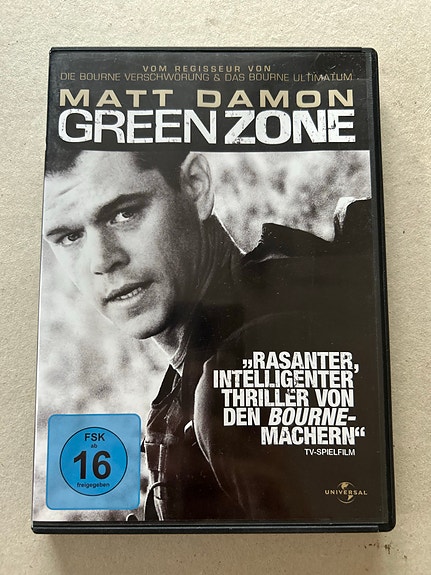 VOM REGISSEUR VON
DIE BOURNE VERSCHWÖRUNG & DAS BOURNE ULTIMATUM
MATT DAMON
GREEN ZONE
„RASANTER,
INTELLIGENTER
THRILLER VON
DEN BOURNE-
MACHERN“
TV-SPIELFILM
FSK
ab
16
freigegeben
UNIVERSAL